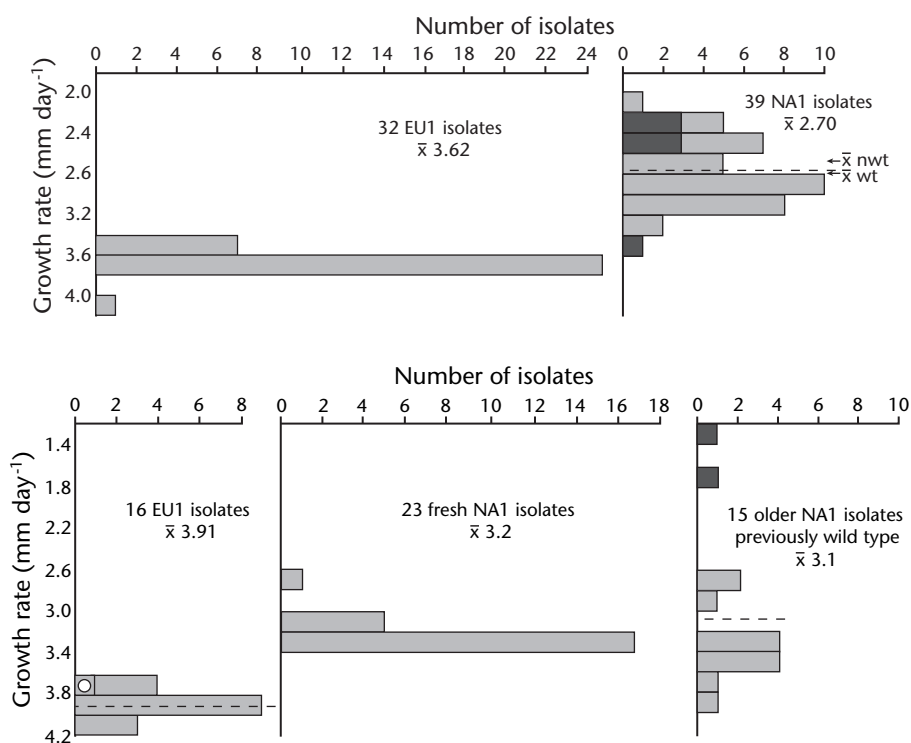 Number of isolates
0 2 4 6 8 10 12 14 16 18 20 22 24
0 2 4 6 8 10
Growth rate (mm day⁻¹)
2.0
2.4
2.6
3.2
3.6
4.0
32 EU1 isolates
x̄ 3.62
39 NA1 isolates
x̄ 2.70
x̄ nwt
x̄ wt
Number of isolates
0 2 4 6 8
0 2 4 6 8 10 12 14 16 18
0 2 4 6 8 10
Growth rate (mm day⁻¹)
1.4
1.8
2.2
2.6
3.0
3.4
3.8
4.2
16 EU1 isolates
x̄ 3.91
23 fresh NA1 isolates
x̄ 3.2
15 older NA1 isolates
previously wild type
x̄ 3.1